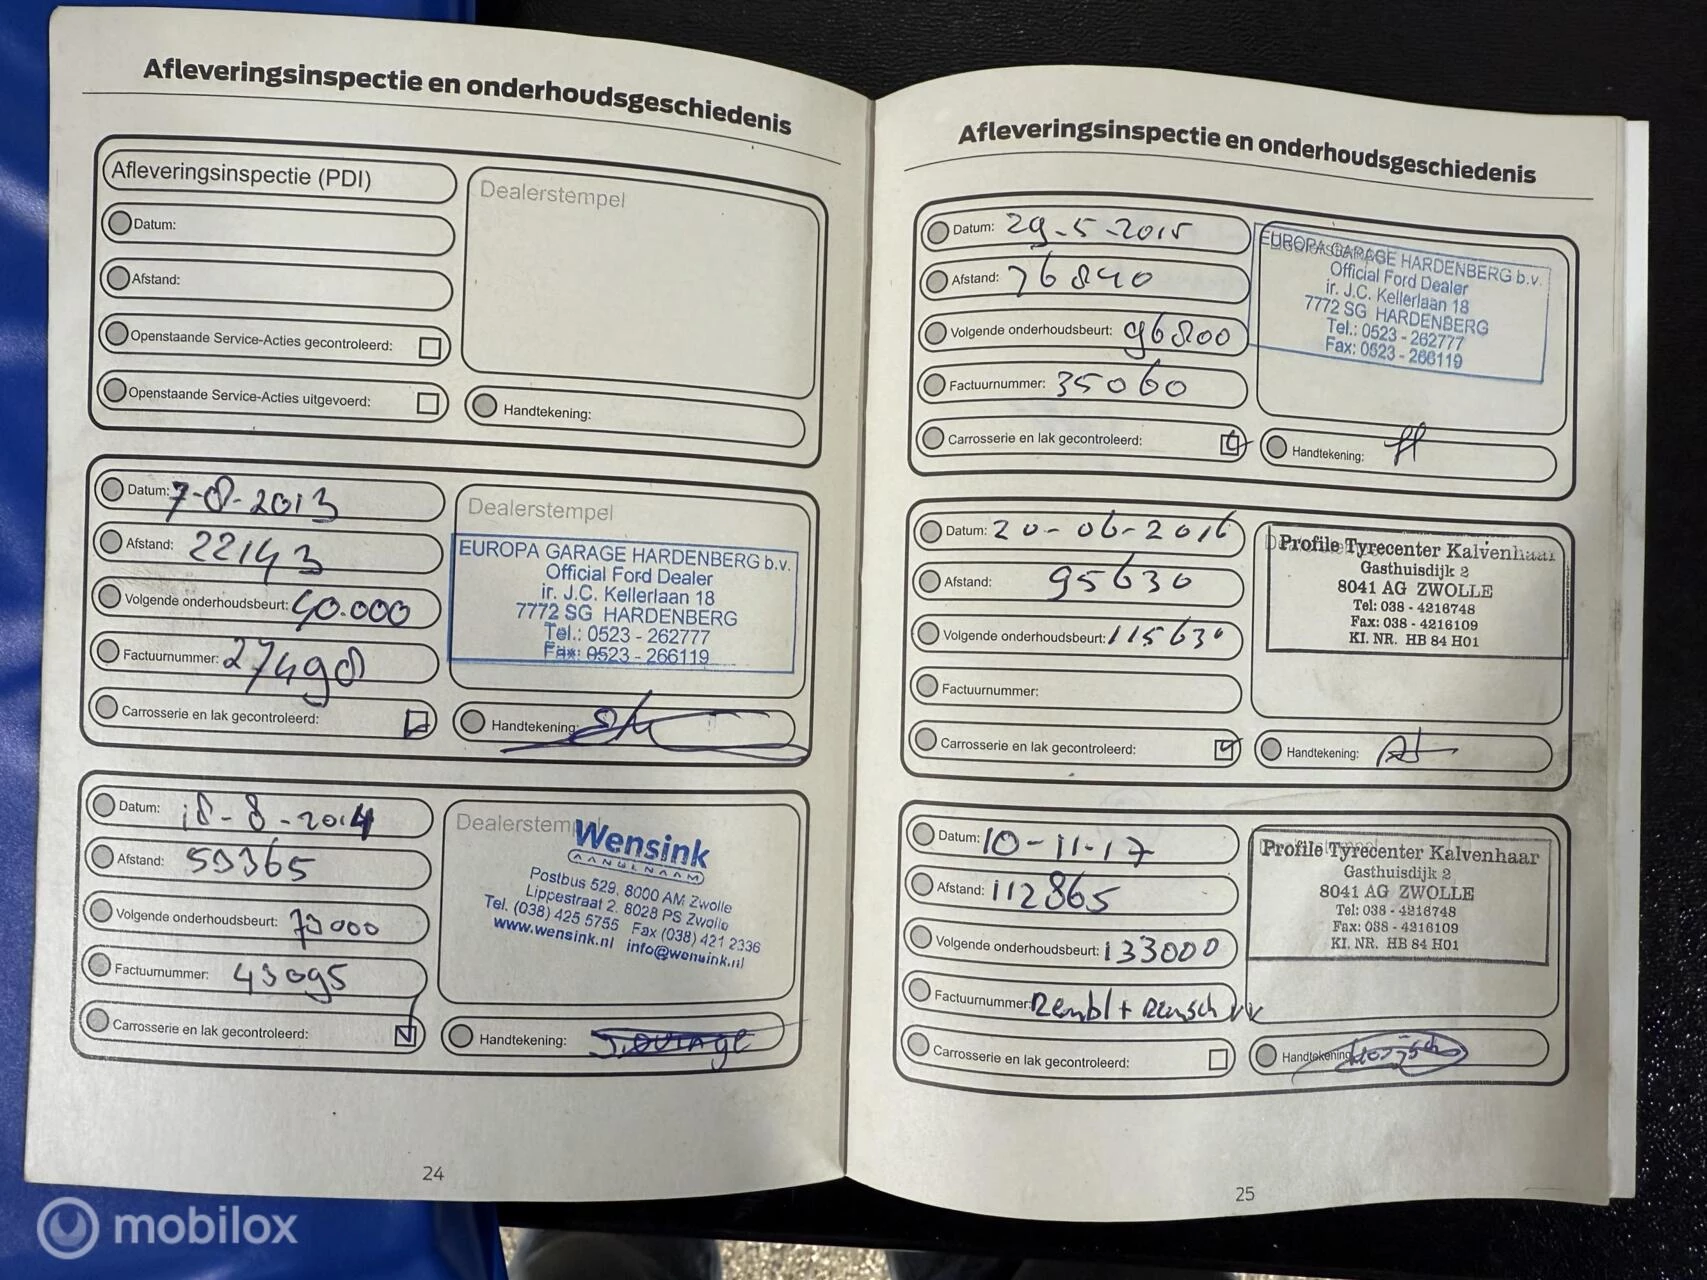 Afleveringsinspectie en onderhoudsgeschiedenis
Afleveringsinspectie (PDI)
Dealerstempel
Datum:
Afstand:
Openstaande Service-Acties gecontroleerd:
Openstaande Service-Acties uitgevoerd:
Handtekening:
Datum: 7-8-2013
Afstand: 22143
Volgende onderhoudsbeurt: 40.000
Factuurnummer: 27498
Carrosserie en lak gecontroleerd:
Dealerstempel
EUROPA GARAGE HARDENBERG b.v.
Official Ford Dealer
ir. J.C. Kellerlaan 18
7772 SG HARDENBERG
Tel.: 0523 - 262777
Fax: 0523 - 266119
Handtekening:
Datum: 18-8-2014
Afstand: 53365
Volgende onderhoudsbeurt: 73000
Factuurnummer: 43095
Carrosserie en lak gecontroleerd:
Dealerstempel
Wensink
AANGENAAM
Postbus 529, 8000 AM Zwolle
Lippestraat 2, 8028 PS Zwolle
Tel. (038) 425 5755 Fax (038) 421 2336
www.wensink.nl info@wensink.nl
Handtekening:
24
Afleveringsinspectie en onderhoudsgeschiedenis
Datum: 29-5-2015
Afstand: 76840
Volgende onderhoudsbeurt: 96800
Factuurnummer: 35060
Carrosserie en lak gecontroleerd:
EUROPA GARAGE HARDENBERG b.v.
Official Ford Dealer
ir. J.C. Kellerlaan 18
7772 SG HARDENBERG
Tel.: 0523 - 262777
Fax: 0523 - 266119
Handtekening:
Datum: 20-06-2016
Afstand: 95630
Volgende onderhoudsbeurt: 115630
Factuurnummer:
Carrosserie en lak gecontroleerd:
Profile Tyrecenter Kalvenhaar
Gasthuisdijk 2
8041 AG ZWOLLE
Tel: 038 - 4216748
Fax: 038 - 4216109
KI. NR. HB 84 H01
Handtekening:
Datum: 10-11-17
Afstand: 112865
Volgende onderhoudsbeurt: 133000
Factuurnummer:
Carrosserie en lak gecontroleerd:
Profile Tyrecenter Kalvenhaar
Gasthuisdijk 2
8041 AG ZWOLLE
Tel: 038 - 4216748
Fax: 038 - 4216109
KI. NR. HB 84 H01
Handtekening
25
mobilox